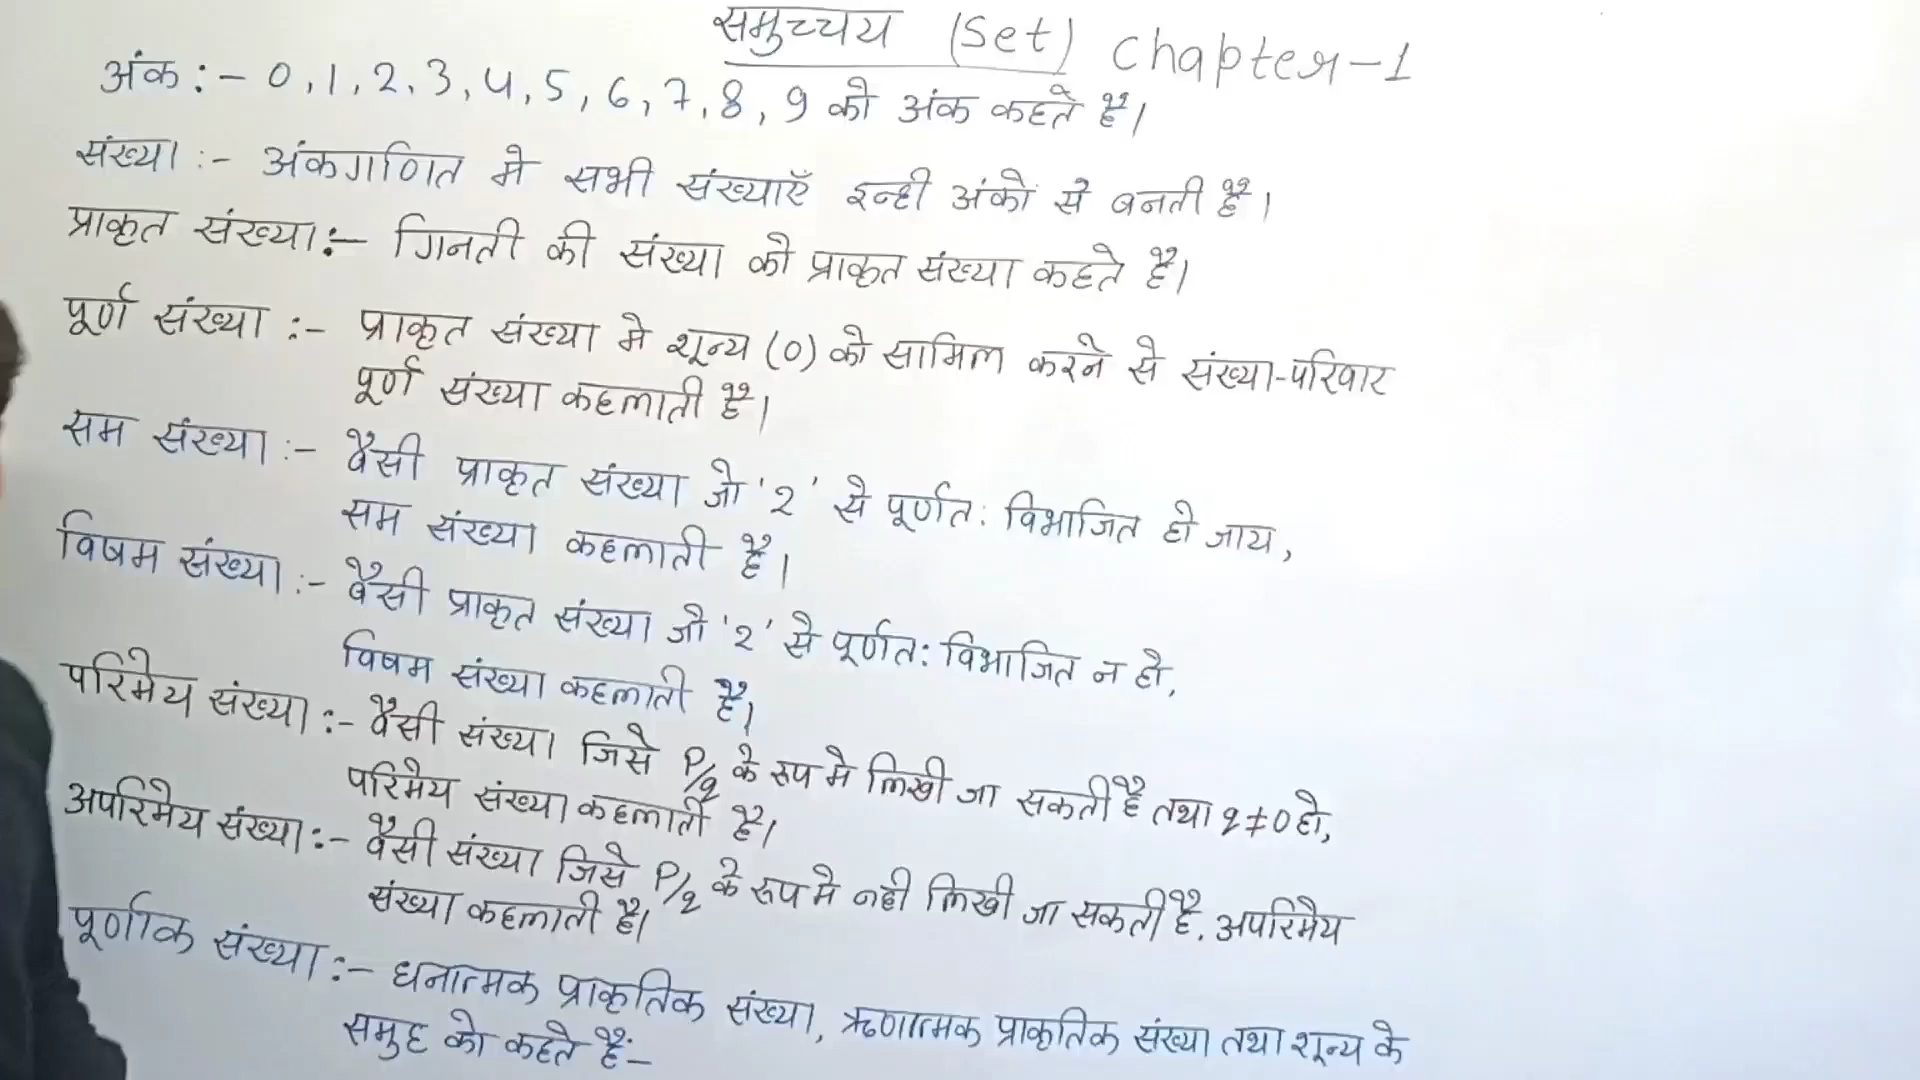 समुच्चय (Set) Chapter-1
अंक :- 0, 1, 2, 3, 4, 5, 6, 7, 8, 9 को अंक कहते है।
संख्या :- अंकगणित मे सभी संख्याएँ इन्ही अंको से बनती है।
प्राकृत संख्या :- गिनती की संख्या को प्राकृत संख्या कहते है।
पूर्ण संख्या :- प्राकृत संख्या मे शून्य (0) को सामिल करने से संख्या-परिवार
पूर्ण संख्या कहलाती है।
सम संख्या :- वैसी प्राकृत संख्या जो '2' से पूर्णत: विभाजित हो जाय,
सम संख्या कहलाती है।
विषम संख्या :- वैसी प्राकृत संख्या जो '2' से पूर्णत: विभाजित न हो,
विषम संख्या कहलाती है।
परिमेय संख्या :- वैसी संख्या जिसे P/q के रूप मे लिखी जा सकती है तथा q ≠ 0 हो,
परिमेय संख्या कहलाती है।
अपरिमेय संख्या :- वैसी संख्या जिसे P/q के रूप मे नही लिखी जा सकती है, अपरिमेय
संख्या कहलाती है।
पूर्णांक संख्या :- धनात्मक प्राकृतिक संख्या, ऋणात्मक प्राकृतिक संख्या तथा शून्य के
समुह को कहते हैं:-